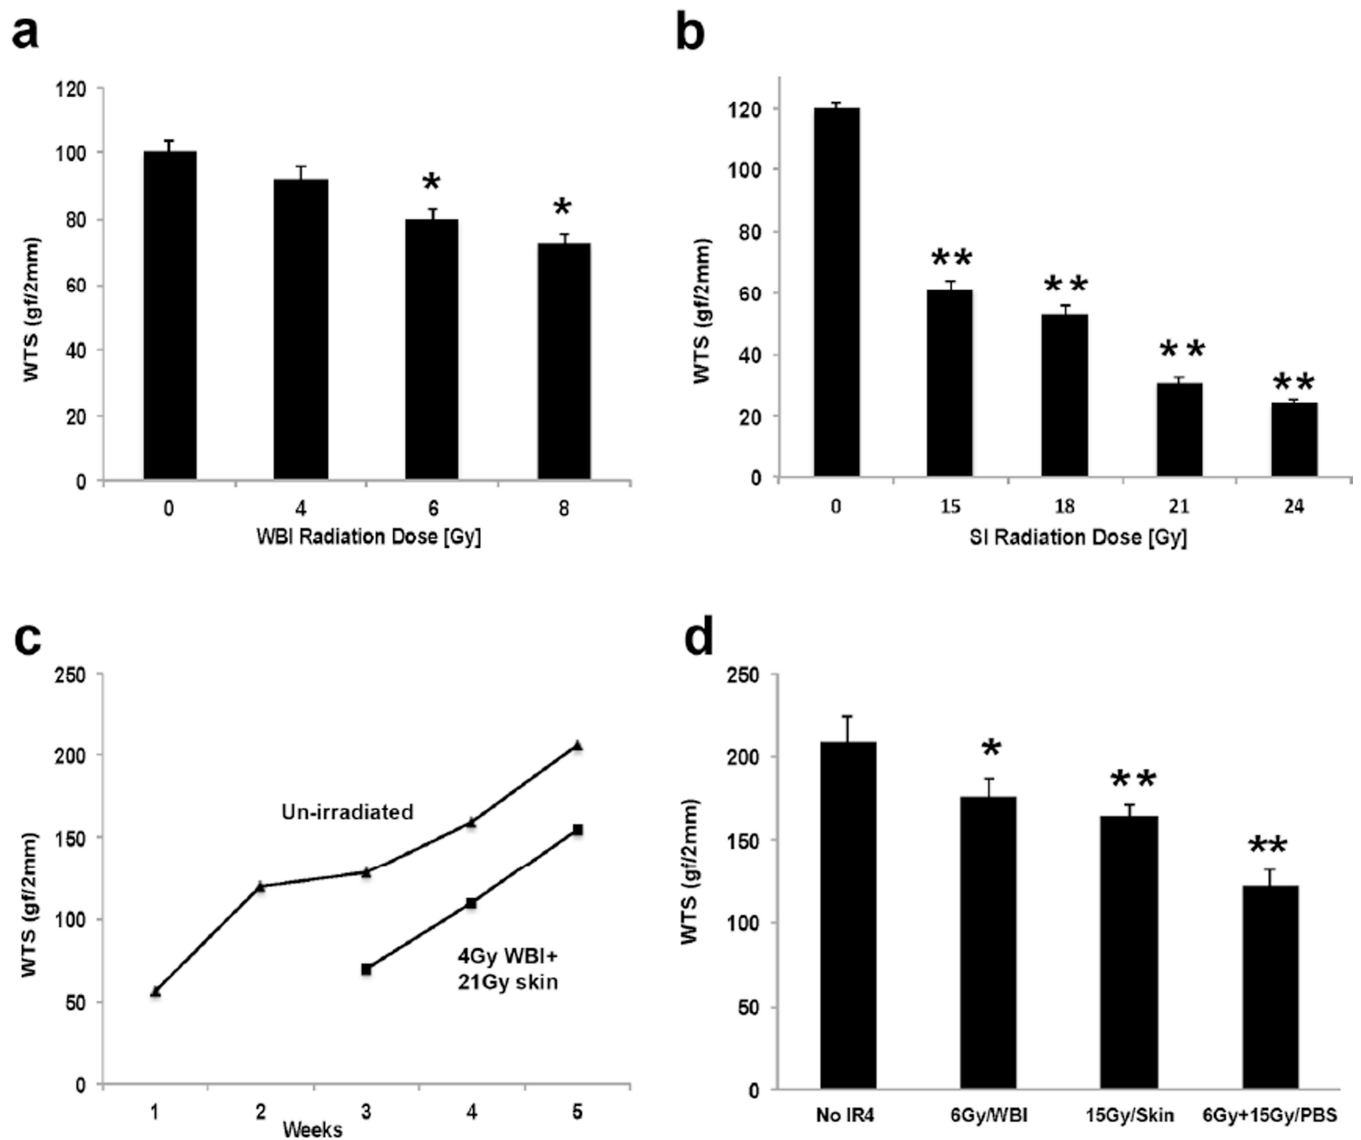 a
120
100
80
60
40
20
0
WTS (gf/2mm)
*
*
0 4 6 8
WBI Radiation Dose [Gy]
b
120
100
80
60
40
20
0
WTS (gf/2mm)
**
**
**
**
0 15 18 21 24
SI Radiation Dose [Gy]
c
250
200
150
100
50
0
WTS (gf/2mm)
Un-irradiated
4Gy WBI+
21Gy skin
1 2 3 4 5
Weeks
d
250
200
150
100
50
0
WTS (gf/2mm)
*
**
**
No IR4 6Gy/WBI 15Gy/Skin 6Gy+15Gy/PBS